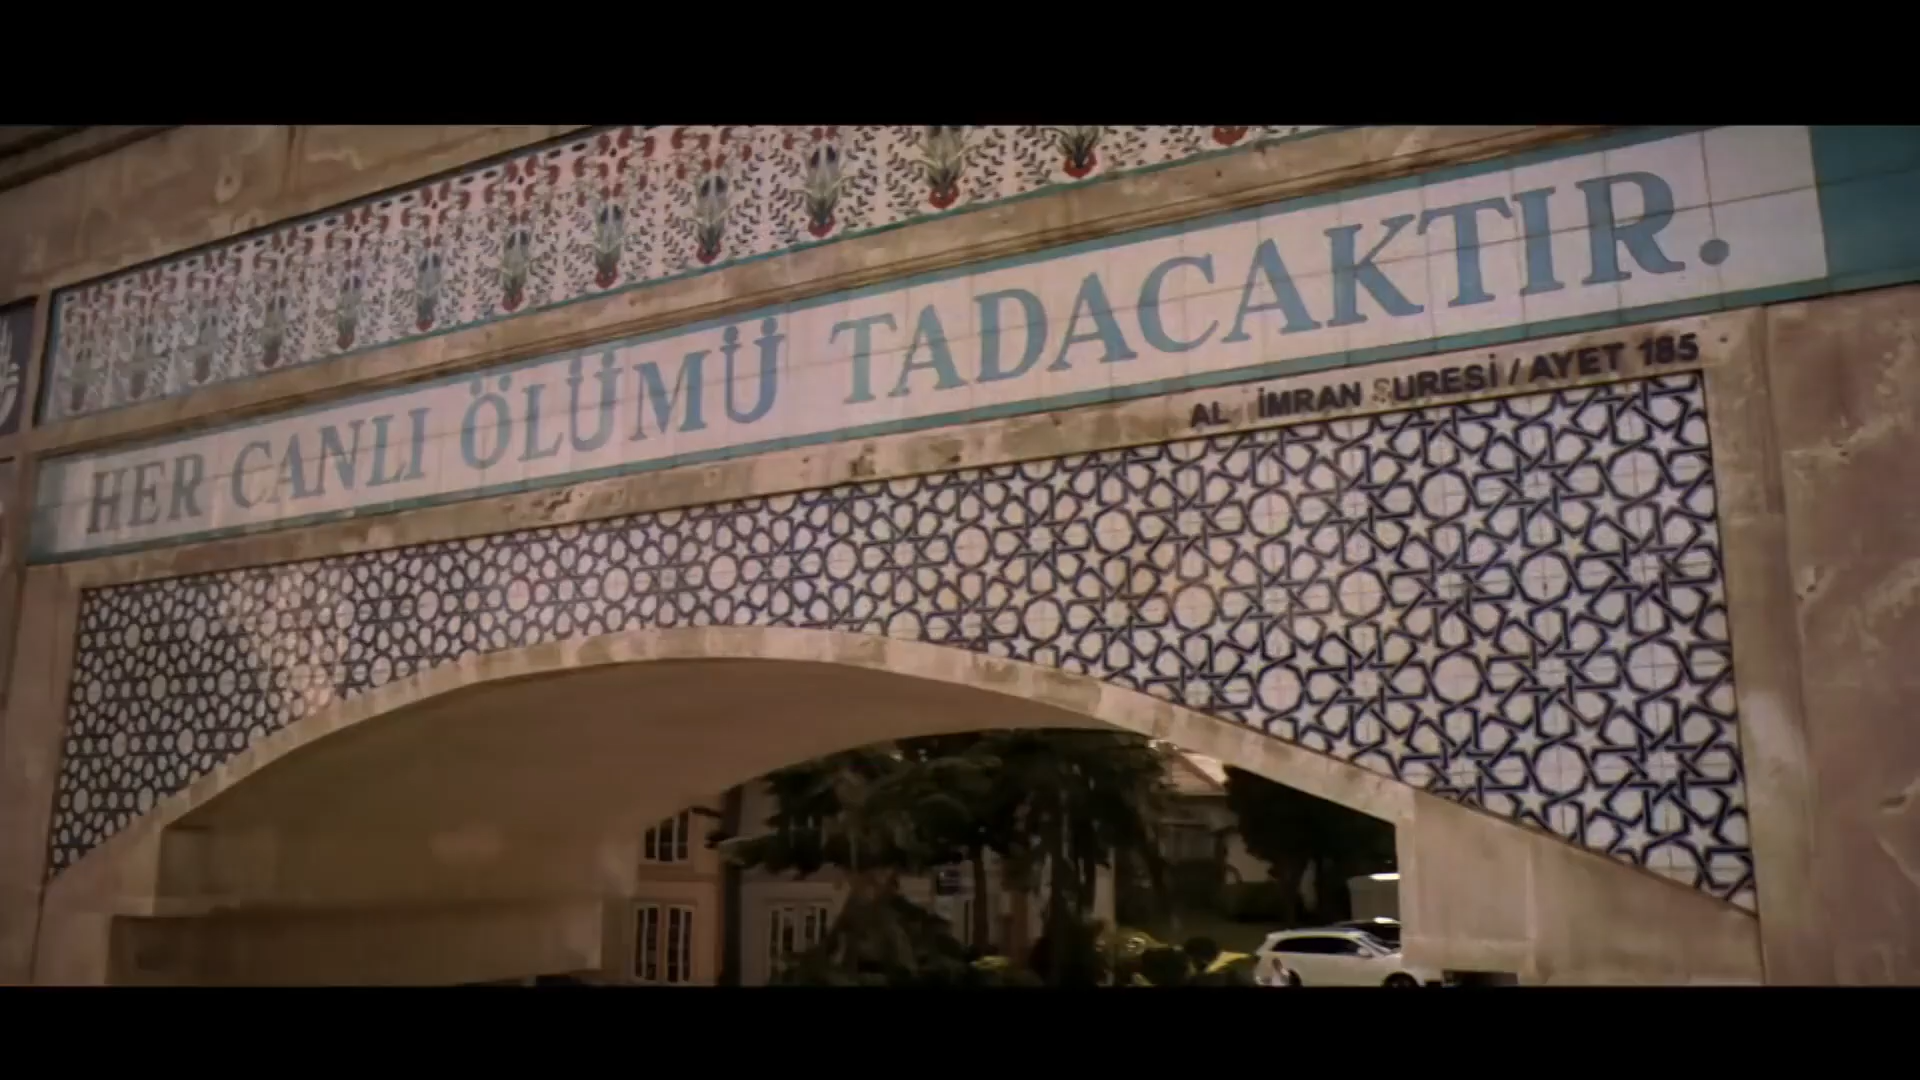 HER CANLI ÖLÜMÜ TADACAKTIR.
AL İMRAN SURESİ / AYET 185